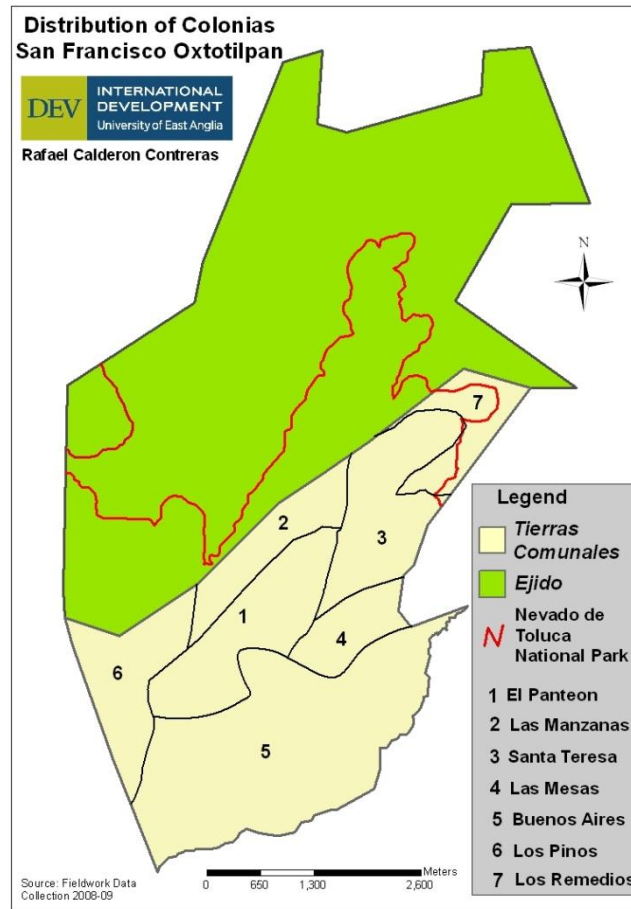 Distribution of Colonias
San Francisco Oxtotilpan
DEV
INTERNATIONAL
DEVELOPMENT
University of East Anglia
Rafael Calderon Contreras
N
7
2
3
1
4
6
5
Legend
Tierras
Comunales
Ejido
Nevado de
Toluca
National Park
1 El Panteon
2 Las Manzanas
3 Santa Teresa
4 Las Mesas
5 Buenos Aires
6 Los Pinos
7 Los Remedios
Source: Fieldwork Data
Collection 2008-09
Meters
0 650 1,300 2,600